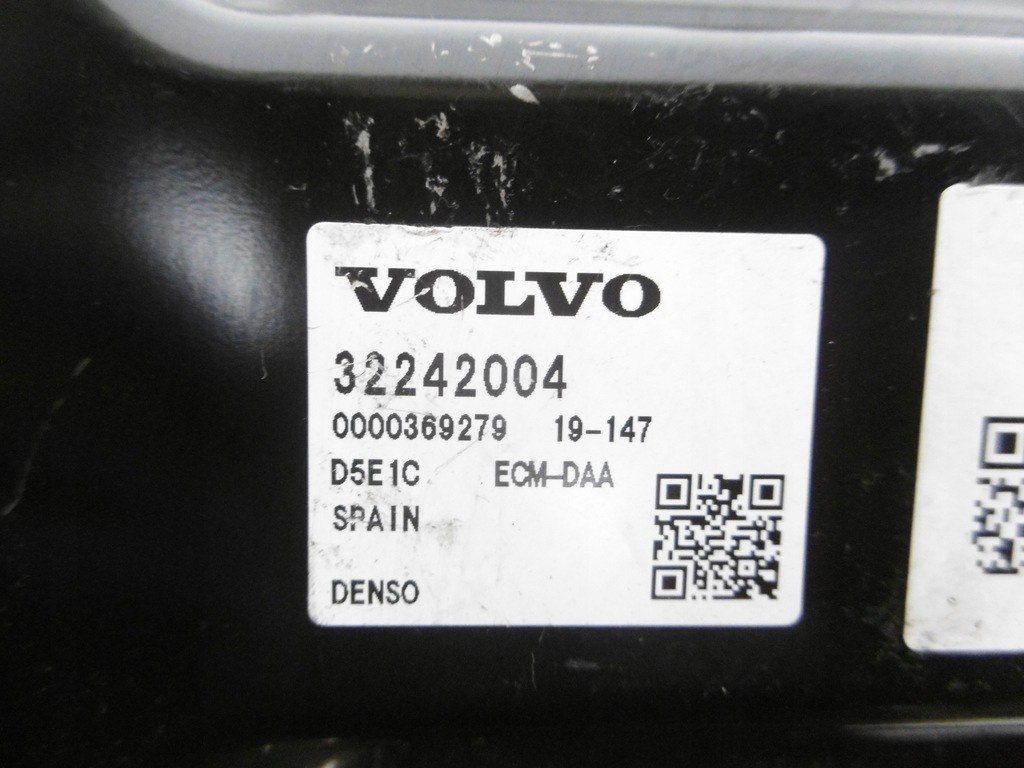 VOLVO
32242004
0000369279 19-147
D5E1C ECM-DAA
SPAIN
DENSO